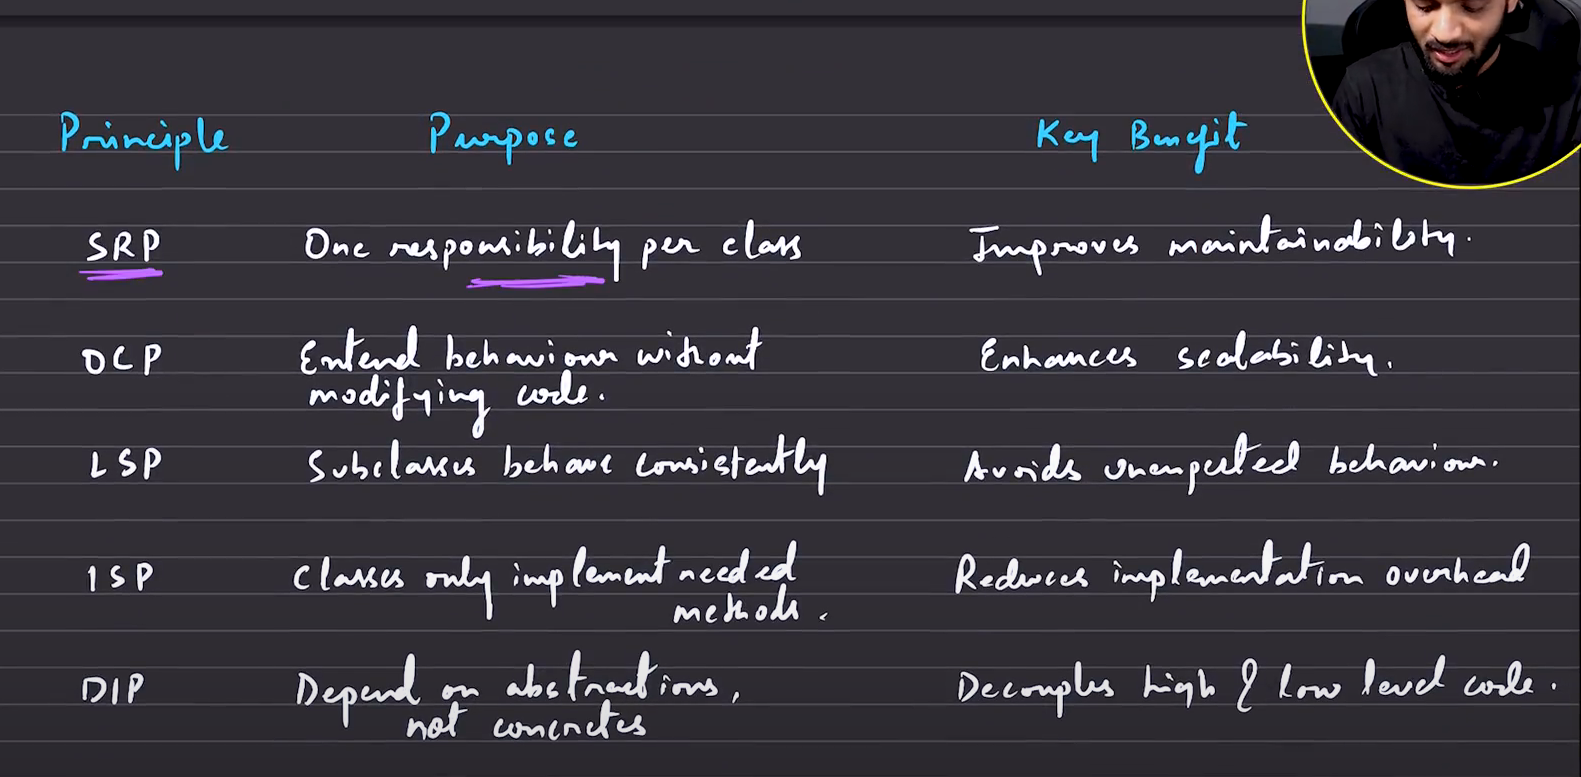 Principle Purpose Key Benefit
SRP One responsibility per class Improves maintainability.
OCP Extend behaviour without Enhances scalability.
modifying code.
LSP Subclasses behave consistently Avoids unexpected behaviour.
ISP Classes only implement needed Reduces implementation overhead
methods.
DIP Depend on abstractions, Decouples high & low level code.
not concretes